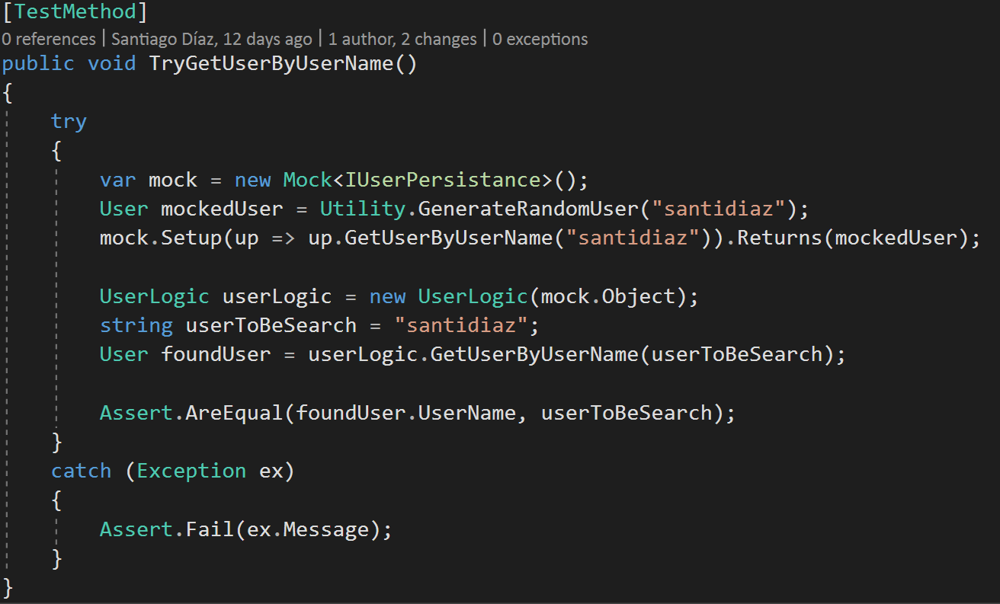 [TestMethod]
0 references | Santiago Díaz, 12 days ago | 1 author, 2 changes | 0 exceptions
public void TryGetUserByUserName()
{
    try
    {
        var mock = new Mock<IUserPersistance>();
        User mockedUser = Utility.GenerateRandomUser("santidiaz");
        mock.Setup(up => up.GetUserByUserName("santidiaz")).Returns(mockedUser);

        UserLogic userLogic = new UserLogic(mock.Object);
        string userToBeSearch = "santidiaz";
        User foundUser = userLogic.GetUserByUserName(userToBeSearch);

        Assert.AreEqual(foundUser.UserName, userToBeSearch);
    }
    catch (Exception ex)
    {
        Assert.Fail(ex.Message);
    }
}